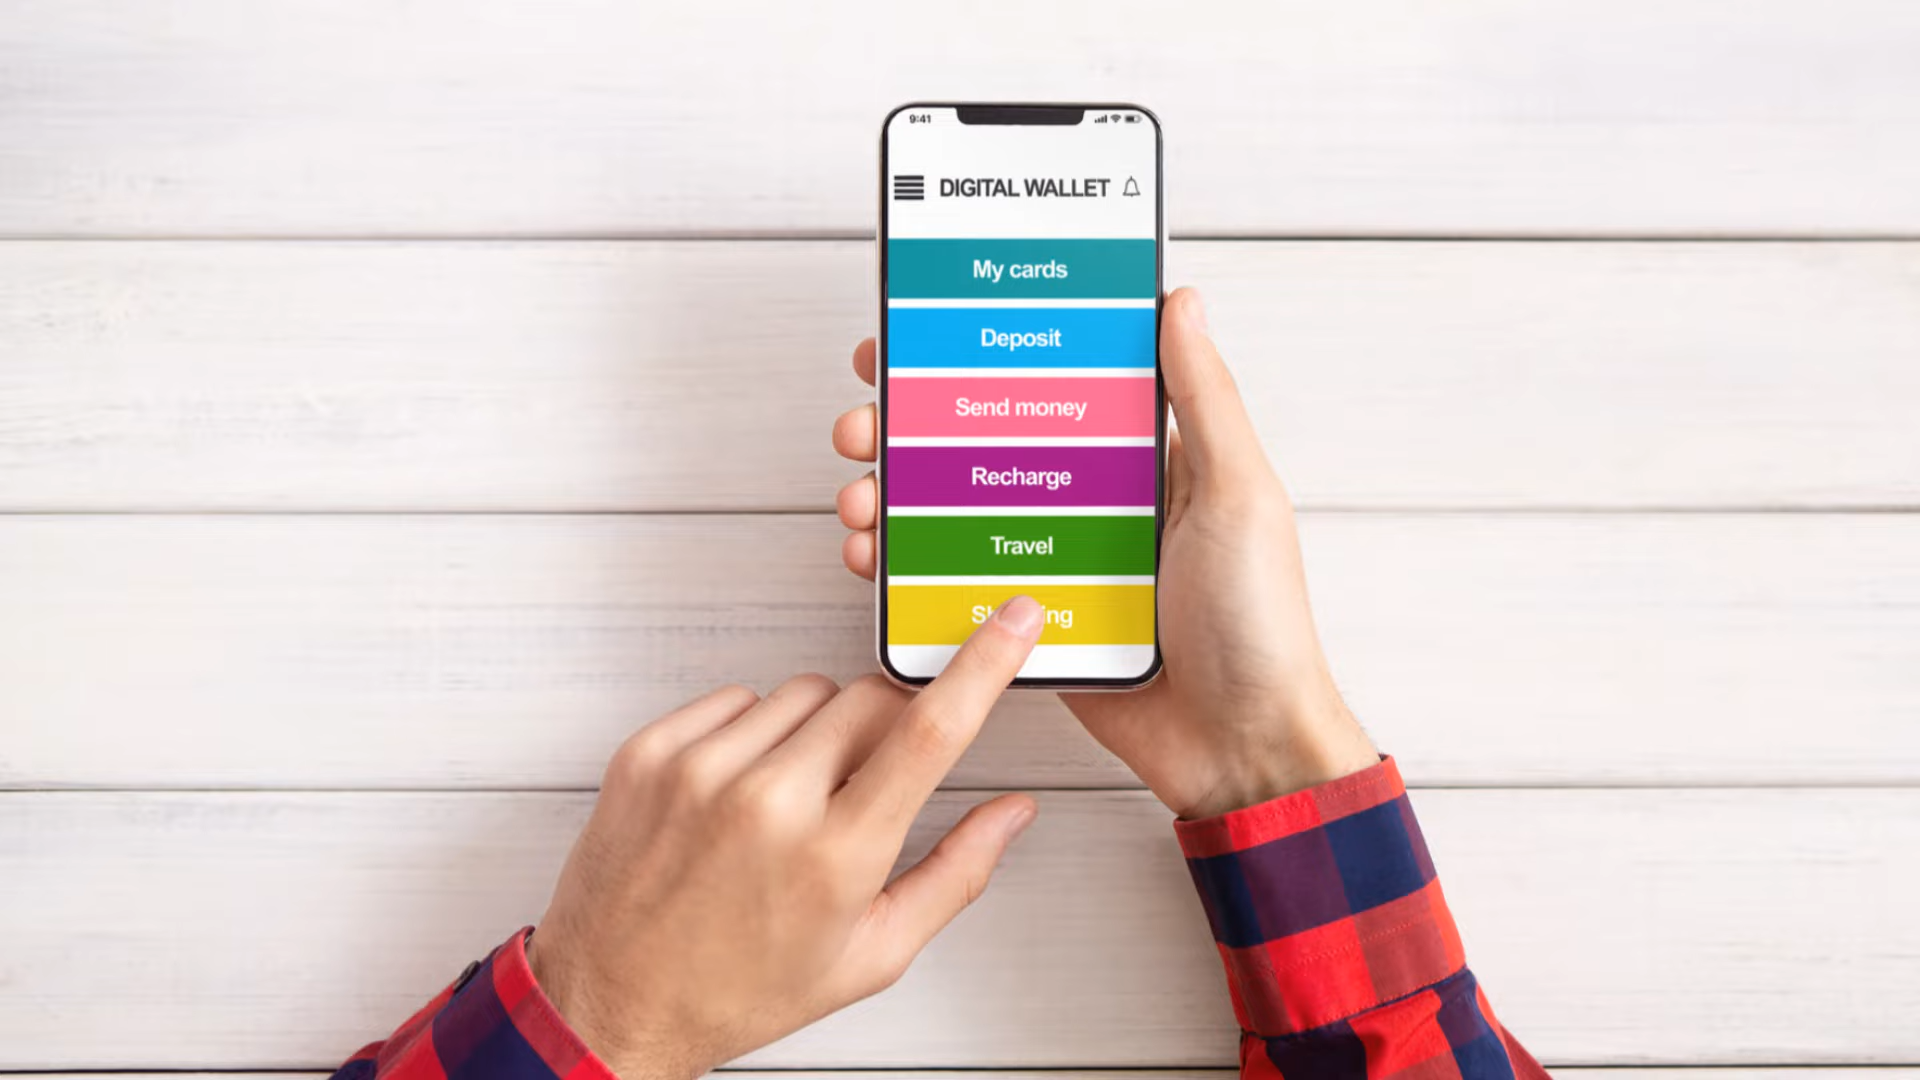 9:41
DIGITAL WALLET
My cards
Deposit
Send money
Recharge
Travel